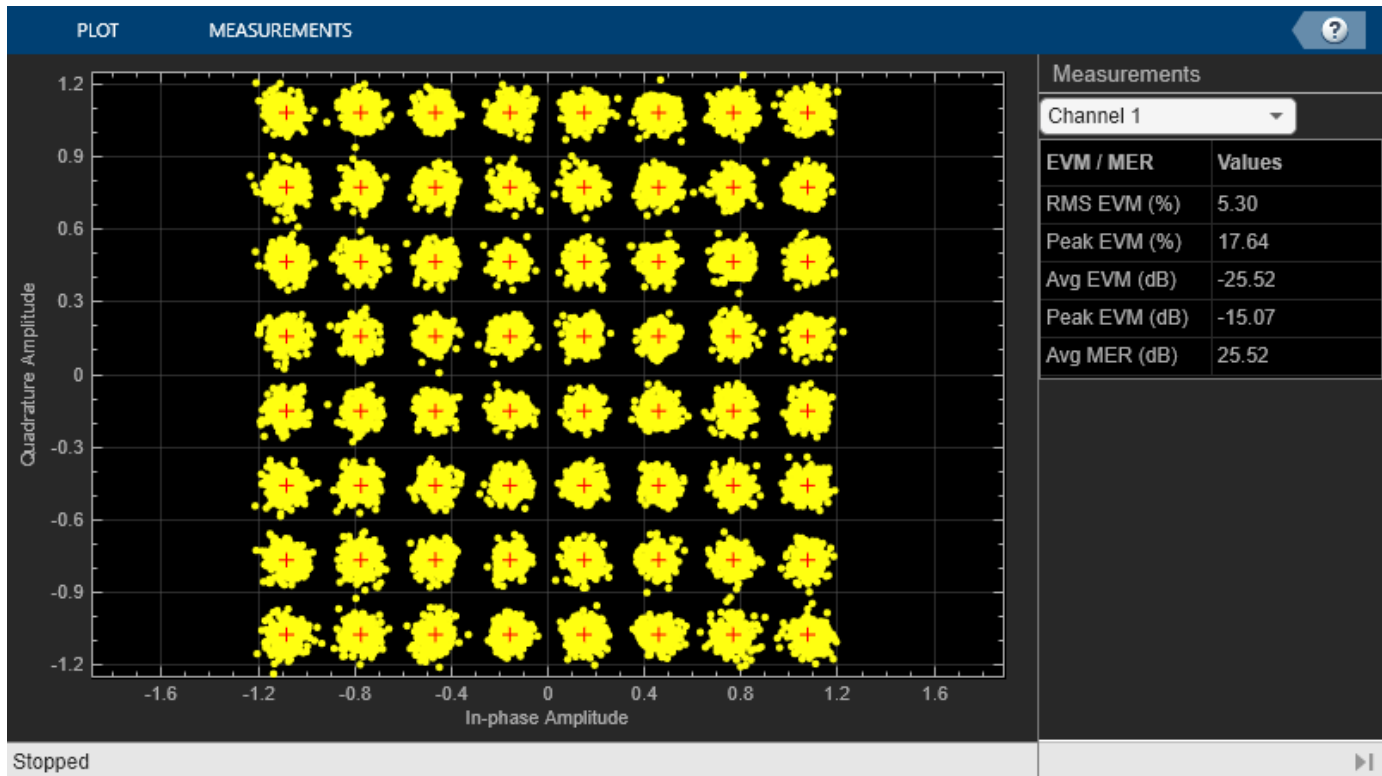 PLOT MEASUREMENTS ?
Measurements
Channel 1
EVM / MER Values
RMS EVM (%) 5.30
Peak EVM (%) 17.64
Avg EVM (dB) -25.52
Peak EVM (dB) -15.07
Avg MER (dB) 25.52
Quadrature Amplitude
1.2
0.9
0.6
0.3
0
-0.3
-0.6
-0.9
-1.2
-1.6 -1.2 -0.8 -0.4 0 0.4 0.8 1.2 1.6
In-phase Amplitude
Stopped